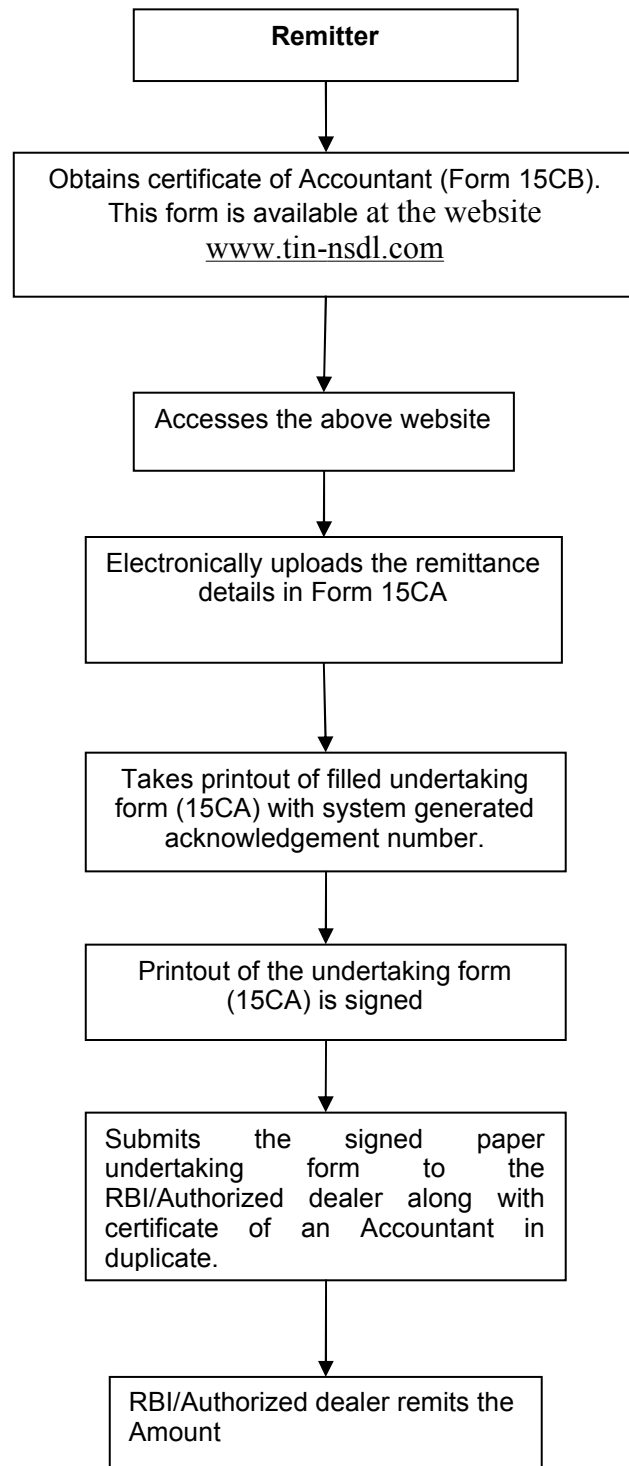 Remitter
Obtains certificate of Accountant (Form 15CB).
This form is available at the website
www.tin-nsdl.com
Accesses the above website
Electronically uploads the remittance
details in Form 15CA
Takes printout of filled undertaking
form (15CA) with system generated
acknowledgement number.
Printout of the undertaking form
(15CA) is signed
Submits the signed paper
undertaking form to the
RBI/Authorized dealer along with
certificate of an Accountant in
duplicate.
RBI/Authorized dealer remits the
Amount